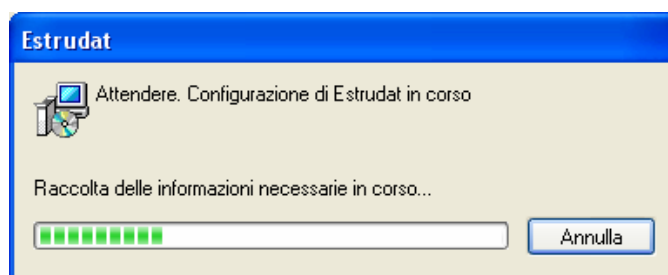 Estrudat
Attendere. Configurazione di Estrudat in corso
Raccolta delle informazioni necessarie in corso...
Annulla